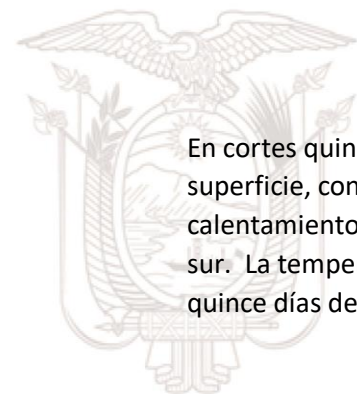 En cortes quin
superficie, con
calentamiento
sur. La tempe
quince días de